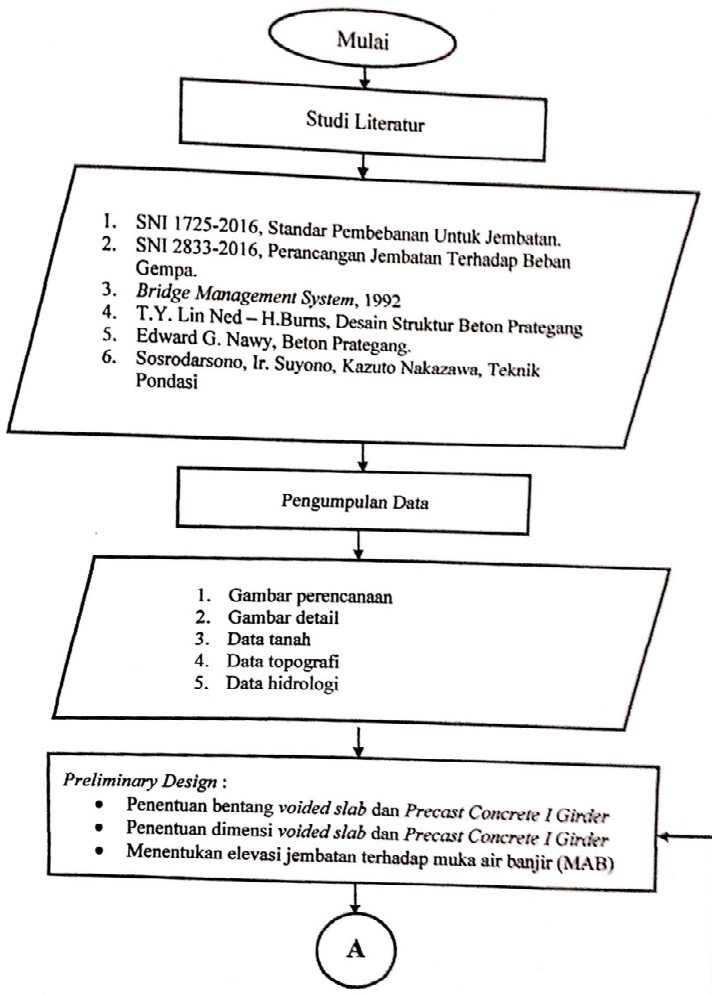 Mulai
Studi Literatur
1. SNI 1725-2016, Standar Pembebanan Untuk Jembatan.
2. SNI 2833-2016, Perancangan Jembatan Terhadap Beban
Gempa.
3. Bridge Management System, 1992
4. T.Y. Lin Ned – H.Burns, Desain Struktur Beton Prategang
5. Edward G. Nawy, Beton Prategang.
6. Sosrodarsono, Ir. Suyono, Kazuto Nakazawa, Teknik
Pondasi
Pengumpulan Data
1. Gambar perencanaan
2. Gambar detail
3. Data tanah
4. Data topografi
5. Data hidrologi
Preliminary Design :
• Penentuan bentang voided slab dan Precast Concrete I Girder
• Penentuan dimensi voided slab dan Precast Concrete I Girder
• Menentukan elevasi jembatan terhadap muka air banjir (MAB)
A